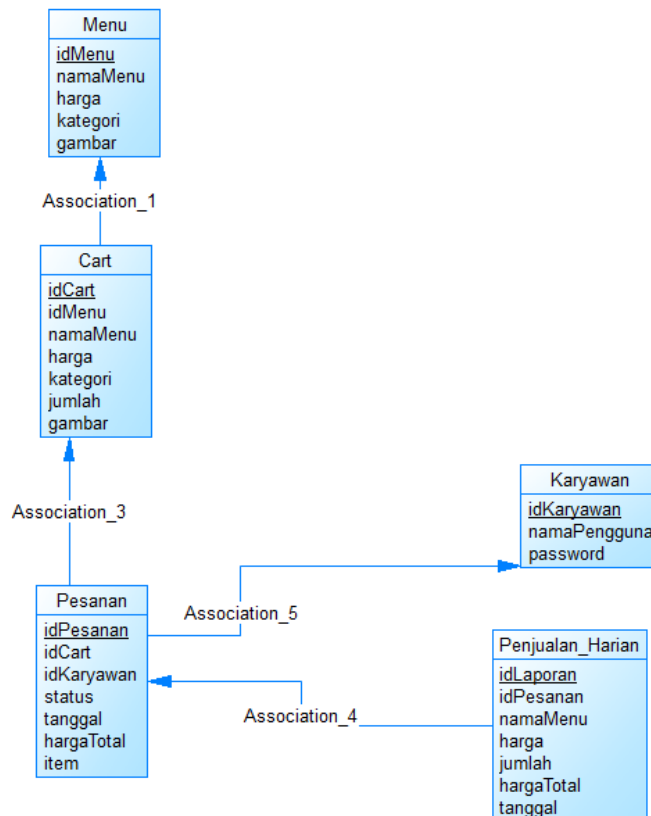 Menu
idMenu
namaMenu
harga
kategori
gambar
Association_1
Cart
idCart
idMenu
namaMenu
harga
kategori
jumlah
gambar
Association_3
Karyawan
idKaryawan
namaPengguna
password
Pesanan
idPesanan
idCart
idKaryawan
status
tanggal
hargaTotal
item
Association_5
Association_4
Penjualan_Harian
idLaporan
idPesanan
namaMenu
harga
jumlah
hargaTotal
tanggal